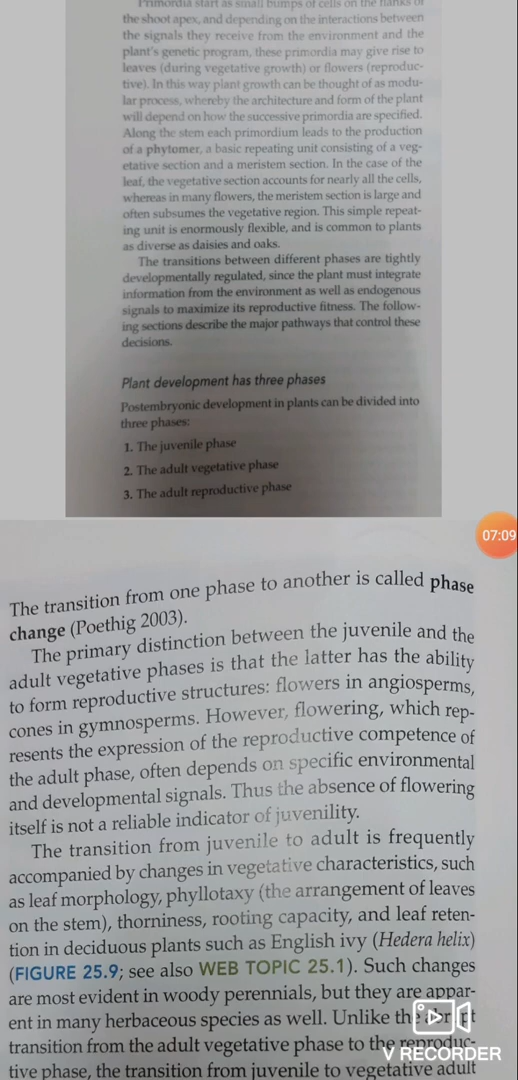 Primordia start as small bumps of cells on the flanks of
the shoot apex, and depending on the interactions between
the signals they receive from the environment and the
plant's genetic program, these primordia may give rise to
leaves (during vegetative growth) or flowers (reproduc-
tive). In this way plant growth can be thought of as modu-
lar process, whereby the architecture and form of the plant
will depend on how the successive primordia are specified.
Along the stem each primordium leads to the production
of a phytomer, a basic repeating unit consisting of a veg-
etative section and a meristem section. In the case of the
leaf, the vegetative section accounts for nearly all the cells,
whereas in many flowers, the meristem section is large and
often subsumes the vegetative region. This simple repeat-
ing unit is enormously flexible, and is common to plants
as diverse as daisies and oaks.
The transitions between different phases are tightly
developmentally regulated, since the plant must integrate
information from the environment as well as endogenous
signals to maximize its reproductive fitness. The follow-
ing sections describe the major pathways that control these
decisions.
Plant development has three phases
Postembryonic development in plants can be divided into
three phases:
1. The juvenile phase
2. The adult vegetative phase
3. The adult reproductive phase
07:09
The transition from one phase to another is called phase
change (Poethig 2003).
The primary distinction between the juvenile and the
adult vegetative phases is that the latter has the ability
to form reproductive structures: flowers in angiosperms,
cones in gymnosperms. However, flowering, which rep-
resents the expression of the reproductive competence of
the adult phase, often depends on specific environmental
and developmental signals. Thus the absence of flowering
itself is not a reliable indicator of juvenility.
The transition from juvenile to adult is frequently
accompanied by changes in vegetative characteristics, such
as leaf morphology, phyllotaxy (the arrangement of leaves
on the stem), thorniness, rooting capacity, and leaf reten-
tion in deciduous plants such as English ivy (Hedera helix)
(FIGURE 25.9; see also WEB TOPIC 25.1). Such changes
are most evident in woody perennials, but they are appar-
ent in many herbaceous species as well. Unlike the abrupt
transition from the adult vegetative phase to the reproduc-
tive phase, the transition from juvenile to vegetative adult
V RECORDER